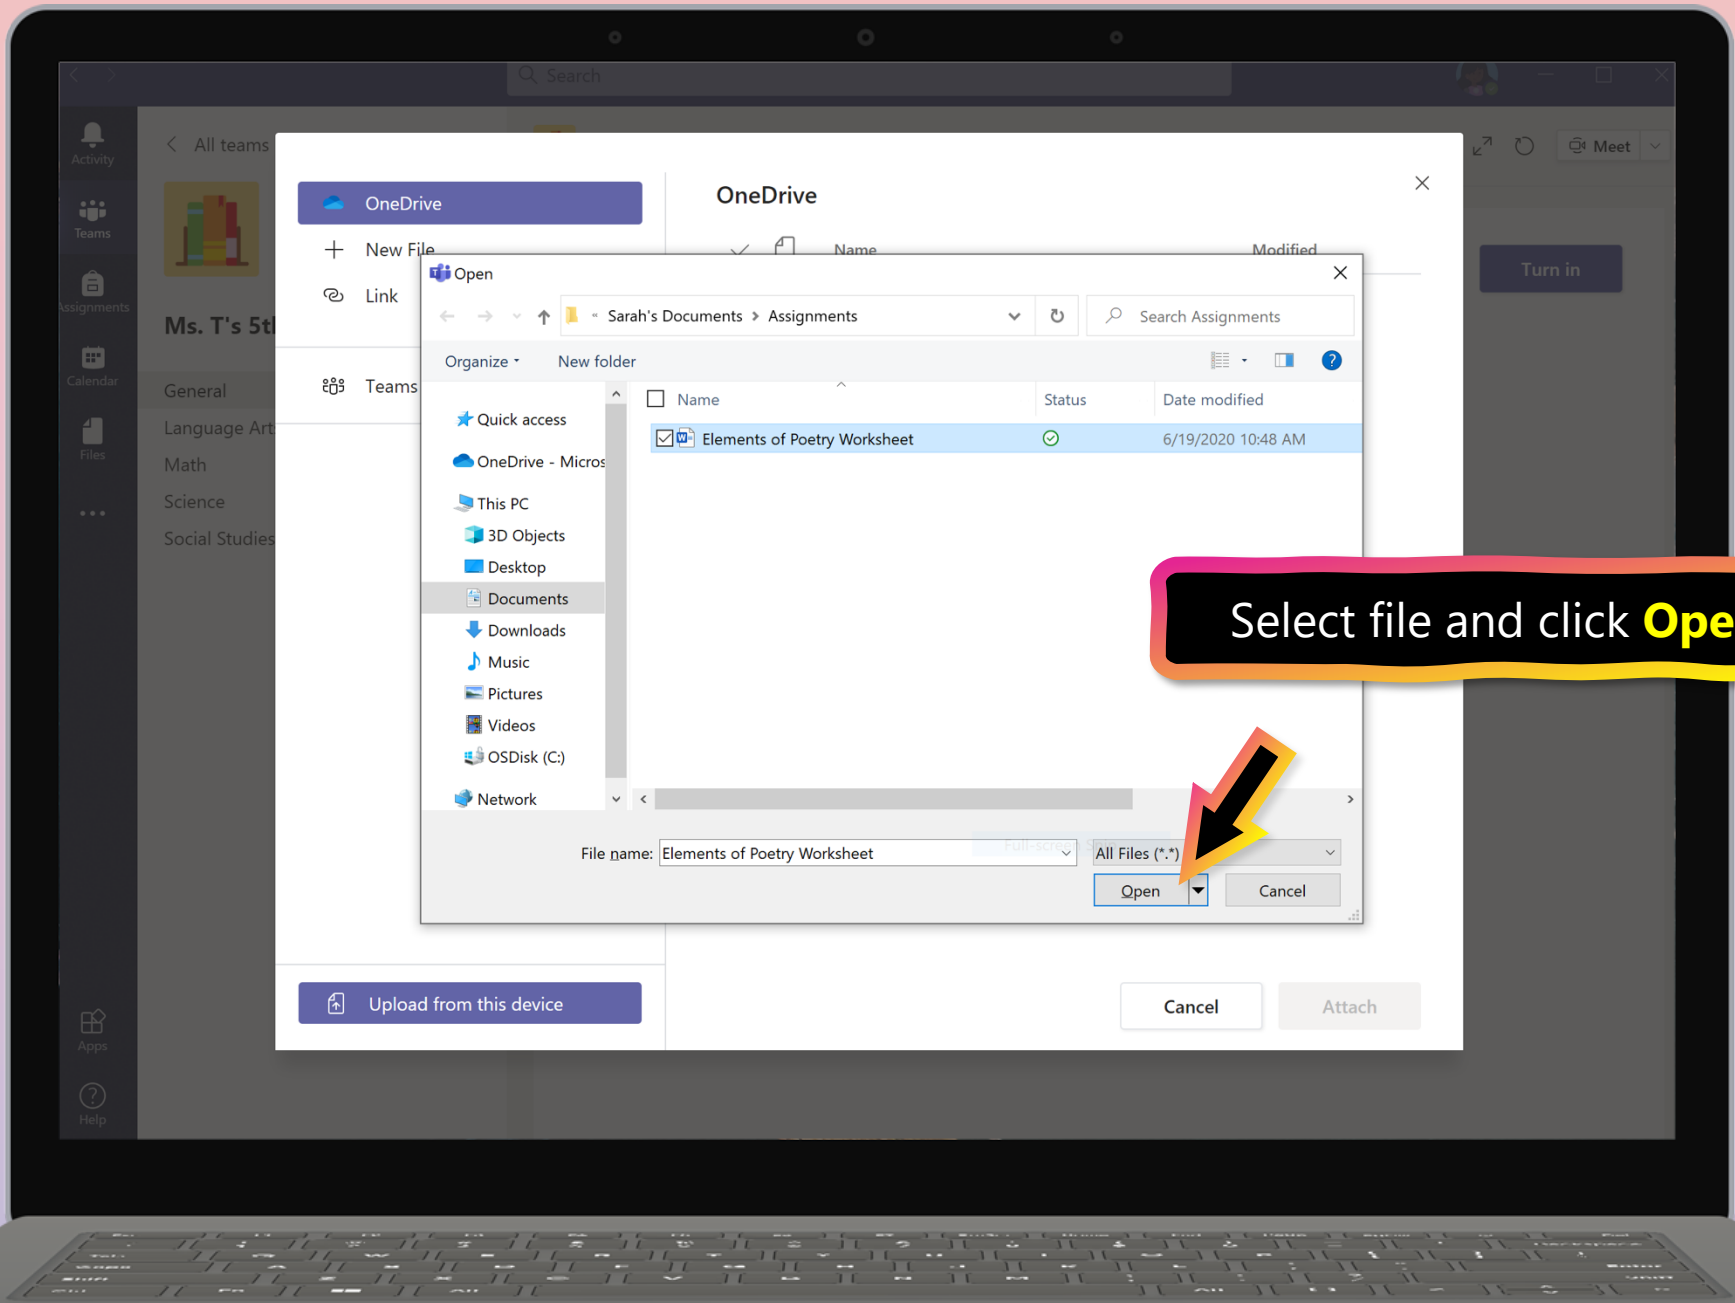 Search
Activity
Teams
Assignments
Calendar
Files
Apps
Help
All teams
Ms. T's 5th
General
Language Art
Math
Science
Social Studies
Meet
Turn in
OneDrive
New File
Link
Teams
Upload from this device
OneDrive
Name Modified
Cancel Attach
Open
« Sarah's Documents > Assignments
Search Assignments
Organize New folder
Quick access
OneDrive - Micros
This PC
3D Objects
Desktop
Documents
Downloads
Music
Pictures
Videos
OSDisk (C:)
Network
Name Status Date modified
Elements of Poetry Worksheet 6/19/2020 10:48 AM
File name: Elements of Poetry Worksheet
All Files (*.*)
Open Cancel
Select file and click Ope